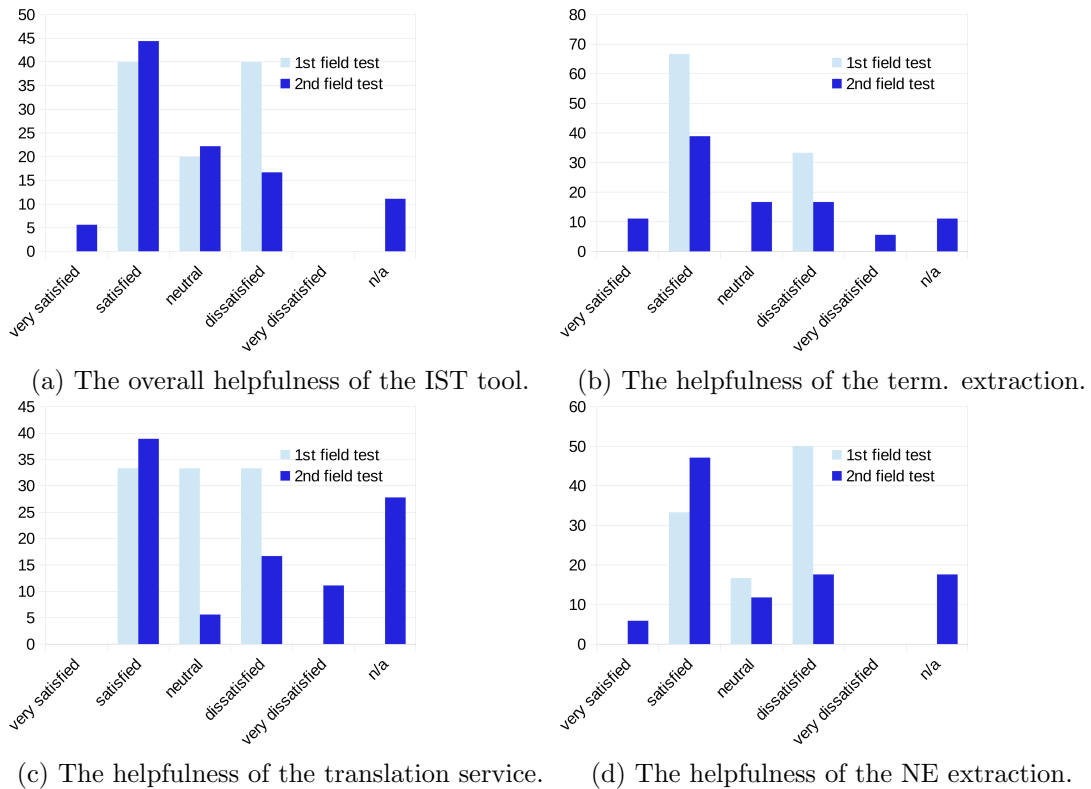 50
45
40
35
30
25
20
15
10
5
0
1st field test
2nd field test
very satisfied
satisfied
neutral
dissatisfied
very dissatisfied
n/a
(a) The overall helpfulness of the IST tool.
80
70
60
50
40
30
20
10
0
1st field test
2nd field test
very satisfied
satisfied
neutral
dissatisfied
very dissatisfied
n/a
(b) The helpfulness of the term. extraction.
45
40
35
30
25
20
15
10
5
0
1st field test
2nd field test
very satisfied
satisfied
neutral
dissatisfied
very dissatisfied
n/a
(c) The helpfulness of the translation service.
60
50
40
30
20
10
0
1st field test
2nd field test
very satisfied
satisfied
neutral
dissatisfied
very dissatisfied
n/a
(d) The helpfulness of the NE extraction.